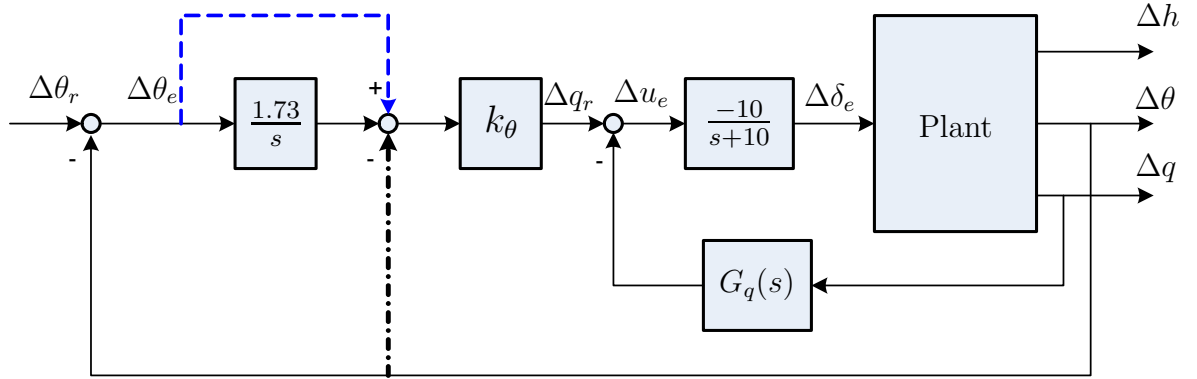 Δh
Δθ_r
Δθ_e
+
1.73
s
k_θ
Δq_r
Δu_e
-10
s+10
Δδ_e
Plant
Δθ
-
-
-
Δq
G_q(s)